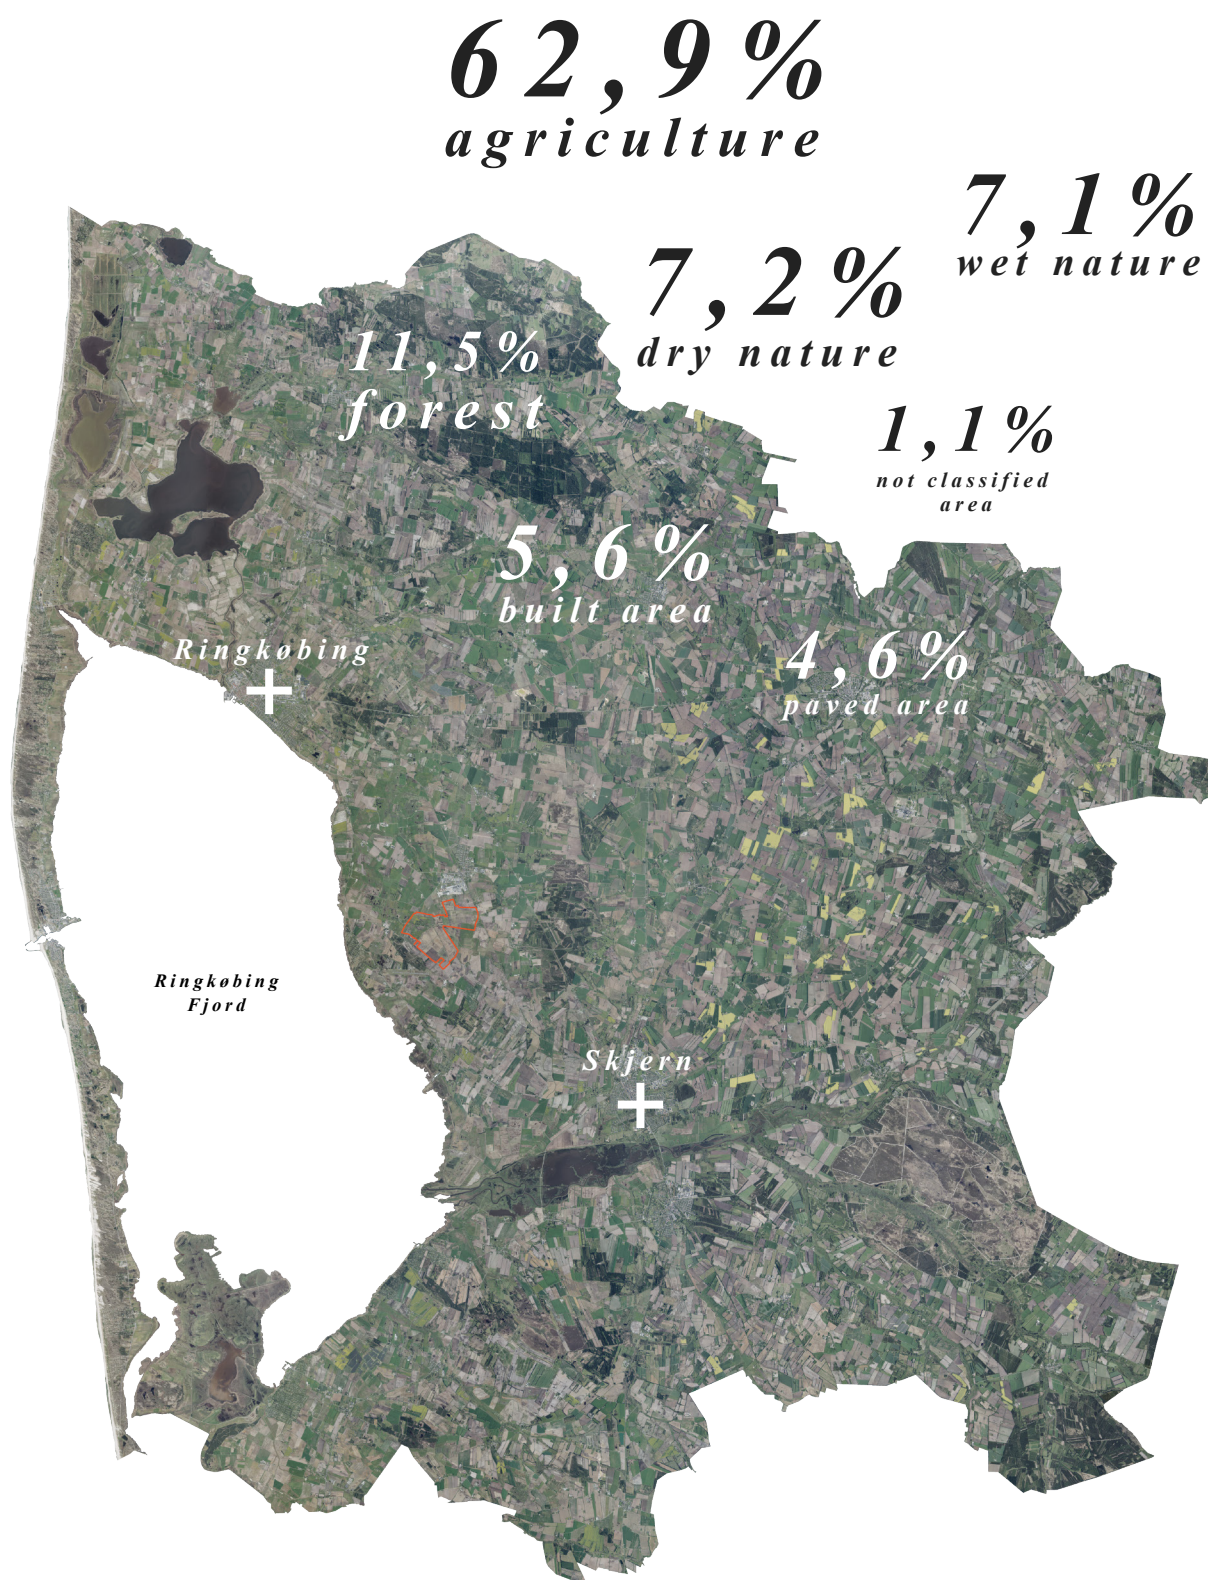 62,9%
agriculture
7,1%
wet nature
7,2%
dry nature
11,5%
forest
1,1%
not classified
area
5,6%
built area
4,6%
paved area
Ringkøbing
Ringkøbing
Fjord
Skjern